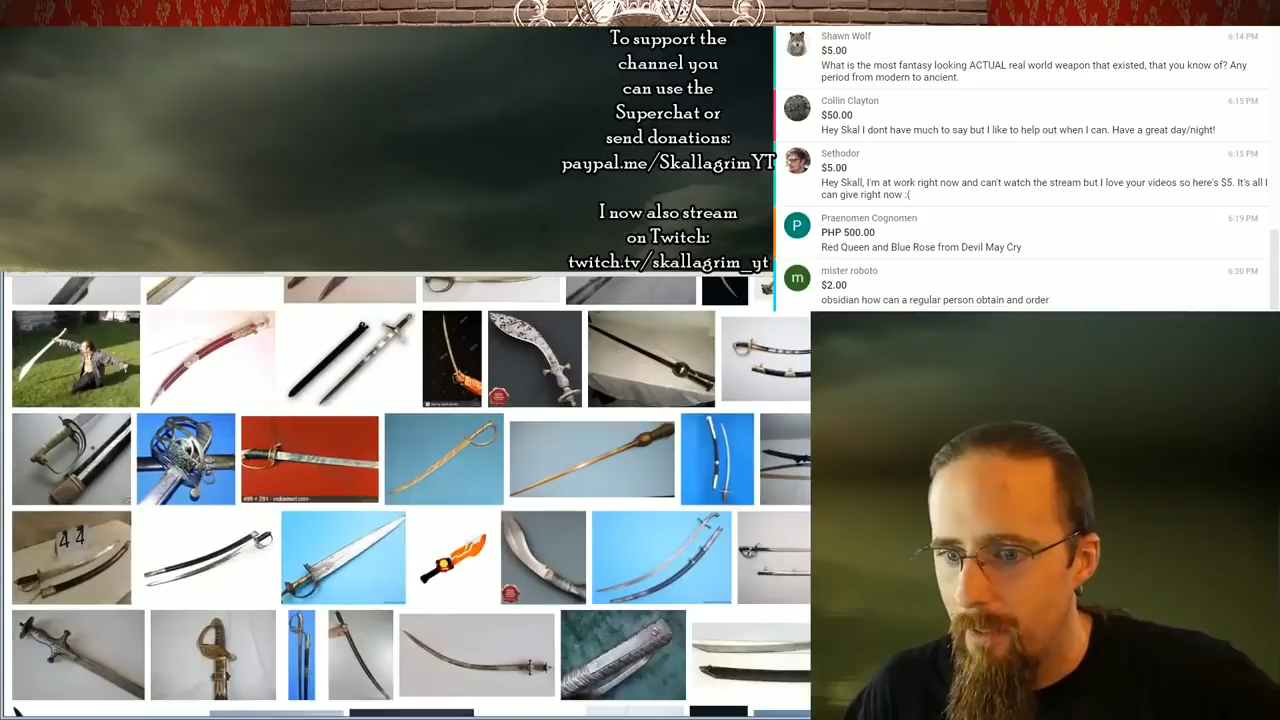 To support the
channel you
can use the
Superchat or
send donations:
paypal.me/SkallagrimYT
I now also stream
on Twitch:
twitch.tv/skallagrim_yt
Shawn Wolf
6:14 PM
$5.00
What is the most fantasy looking ACTUAL real world weapon that existed, that you know of? Any
period from modern to ancient.
Collin Clayton
6:15 PM
$50.00
Hey Skal I dont have much to say but I like to help out when I can. Have a great day/night!
Sethodor
6:15 PM
$5.00
Hey Skall, I'm at work right now and can't watch the stream but I love your videos so here's $5. It's all I
can give right now :(
P
Praenomen Cognomen
6:19 PM
PHP 500.00
Red Queen and Blue Rose from Devil May Cry
m
mister roboto
6:20 PM
$2.00
obsidian how can a regular person obtain and order
44